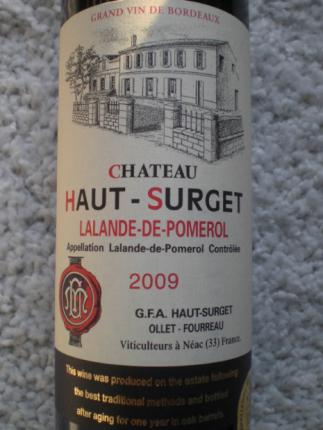 GRAND VIN DE BORDEAUX
CHATEAU
HAUT - SURGET
LALANDE-DE-POMEROL
Appellation Lalande-de-Pomerol Contrôlée
2009
G.F.A. HAUT-SURGET
OLLET - FOURREAU
Viticulteurs à Néac (33) France.
This wine was produced on the estate following
the best traditional methods and bottled
after aging for one year in oak barrels.